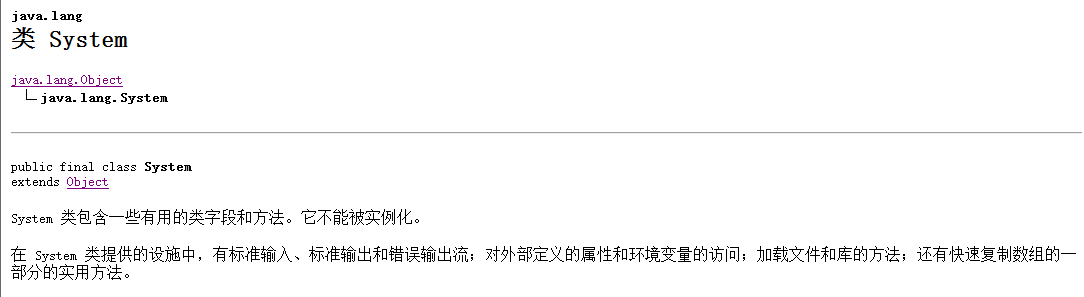 java.lang
类 System
java.lang.Object
java.lang.System
public final class System
extends Object
System 类包含一些有用的类字段和方法。它不能被实例化。
在 System 类提供的设施中，有标准输入、标准输出和错误输出流；对外部定义的属性和环境变量的访问；加载文件和库的方法；还有快速复制数组的一
部分的实用方法。